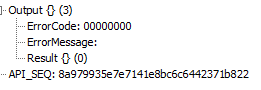 Output {} (3)
ErrorCode: 00000000
ErrorMessage:
Result {} (0)
API_SEQ: 8a979935e7e7141e8bc6c6442371b822